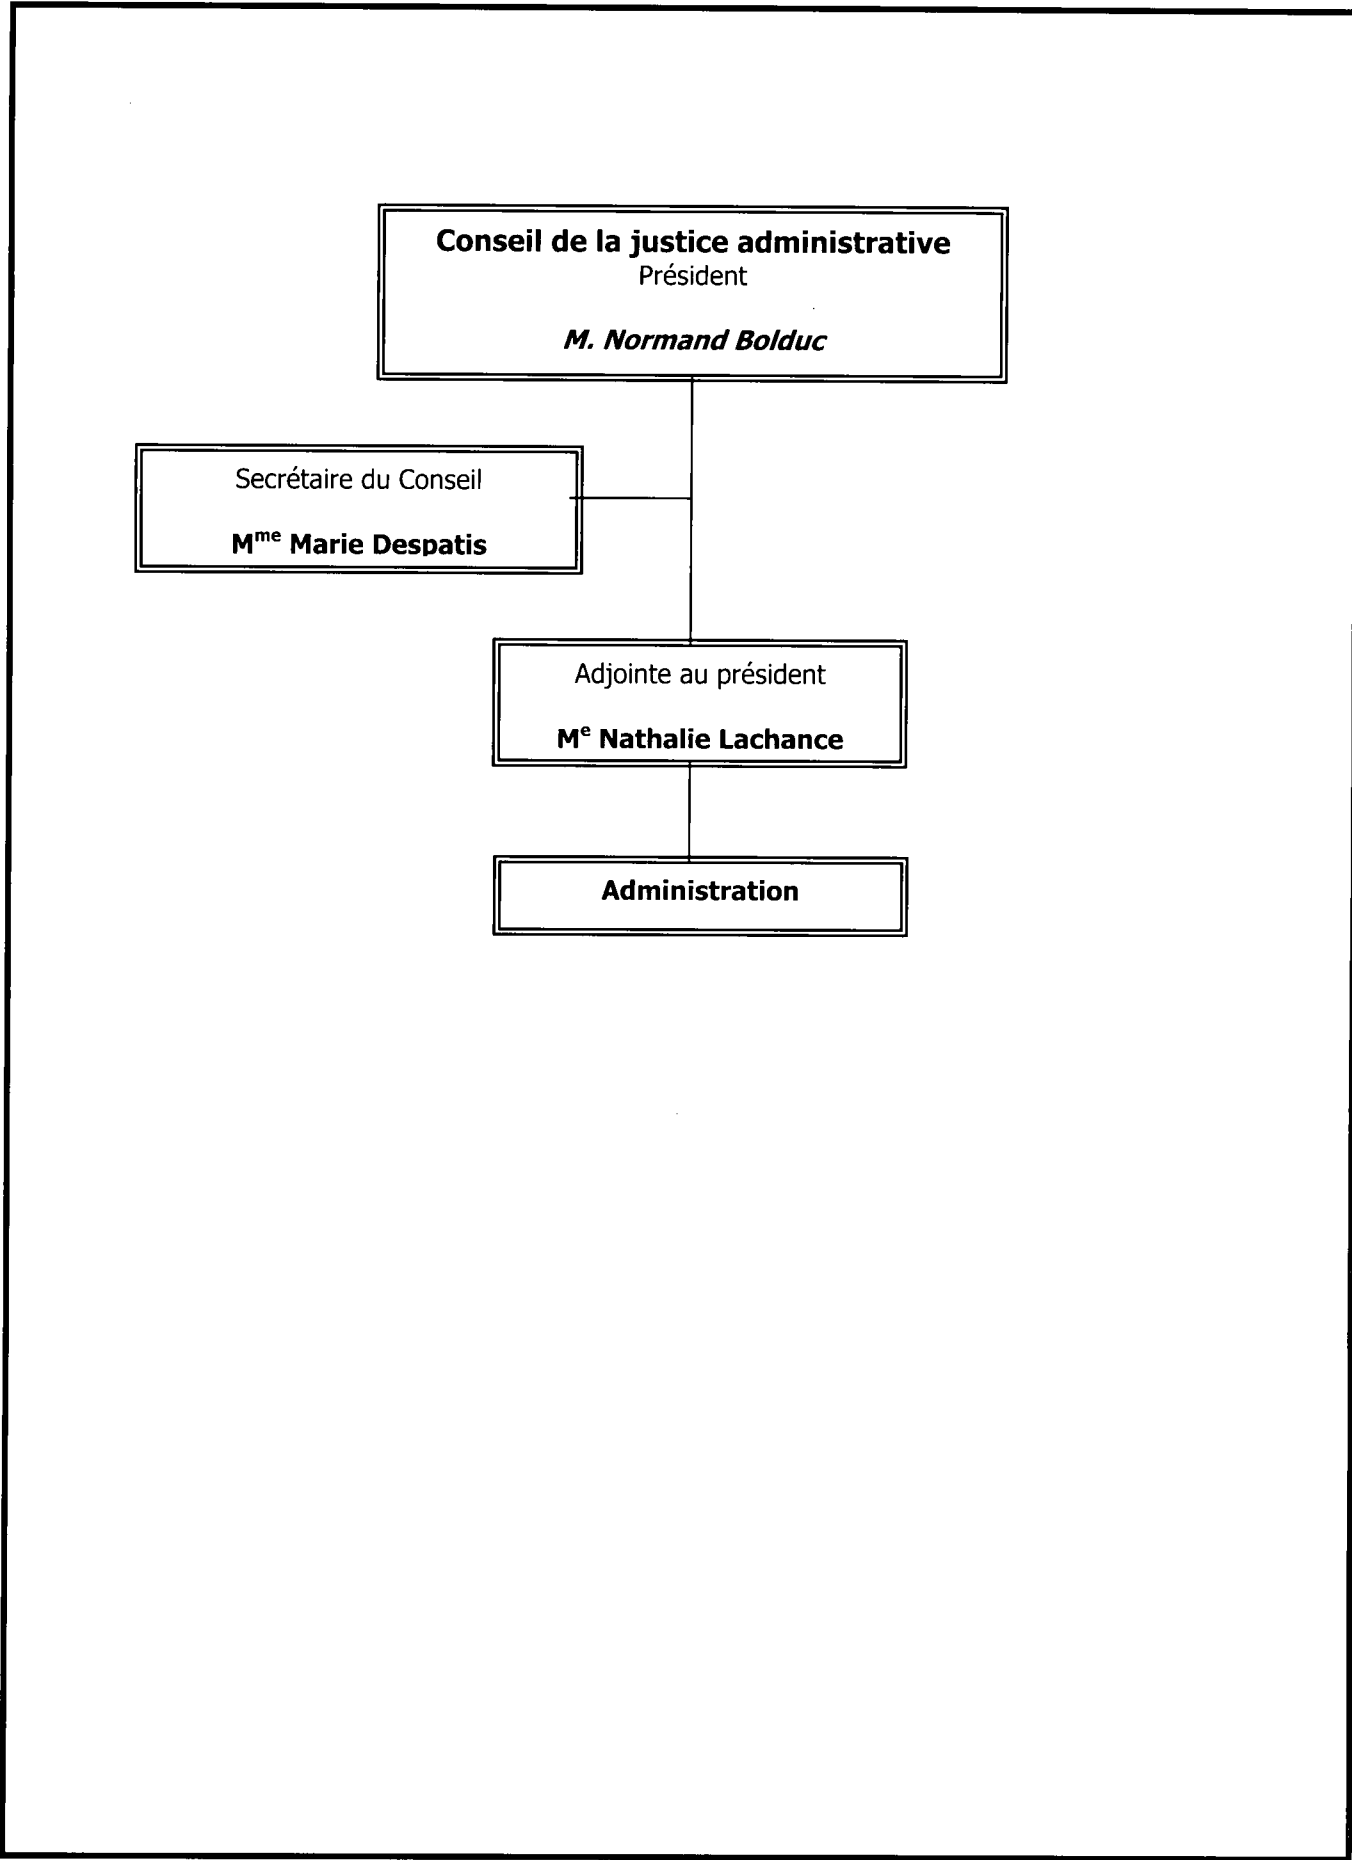 Conseil de la justice administrative
Président
M. Normand Bolduc
Secrétaire du Conseil
Mme Marie Despatis
Adjointe au président
Me Nathalie Lachance
Administration